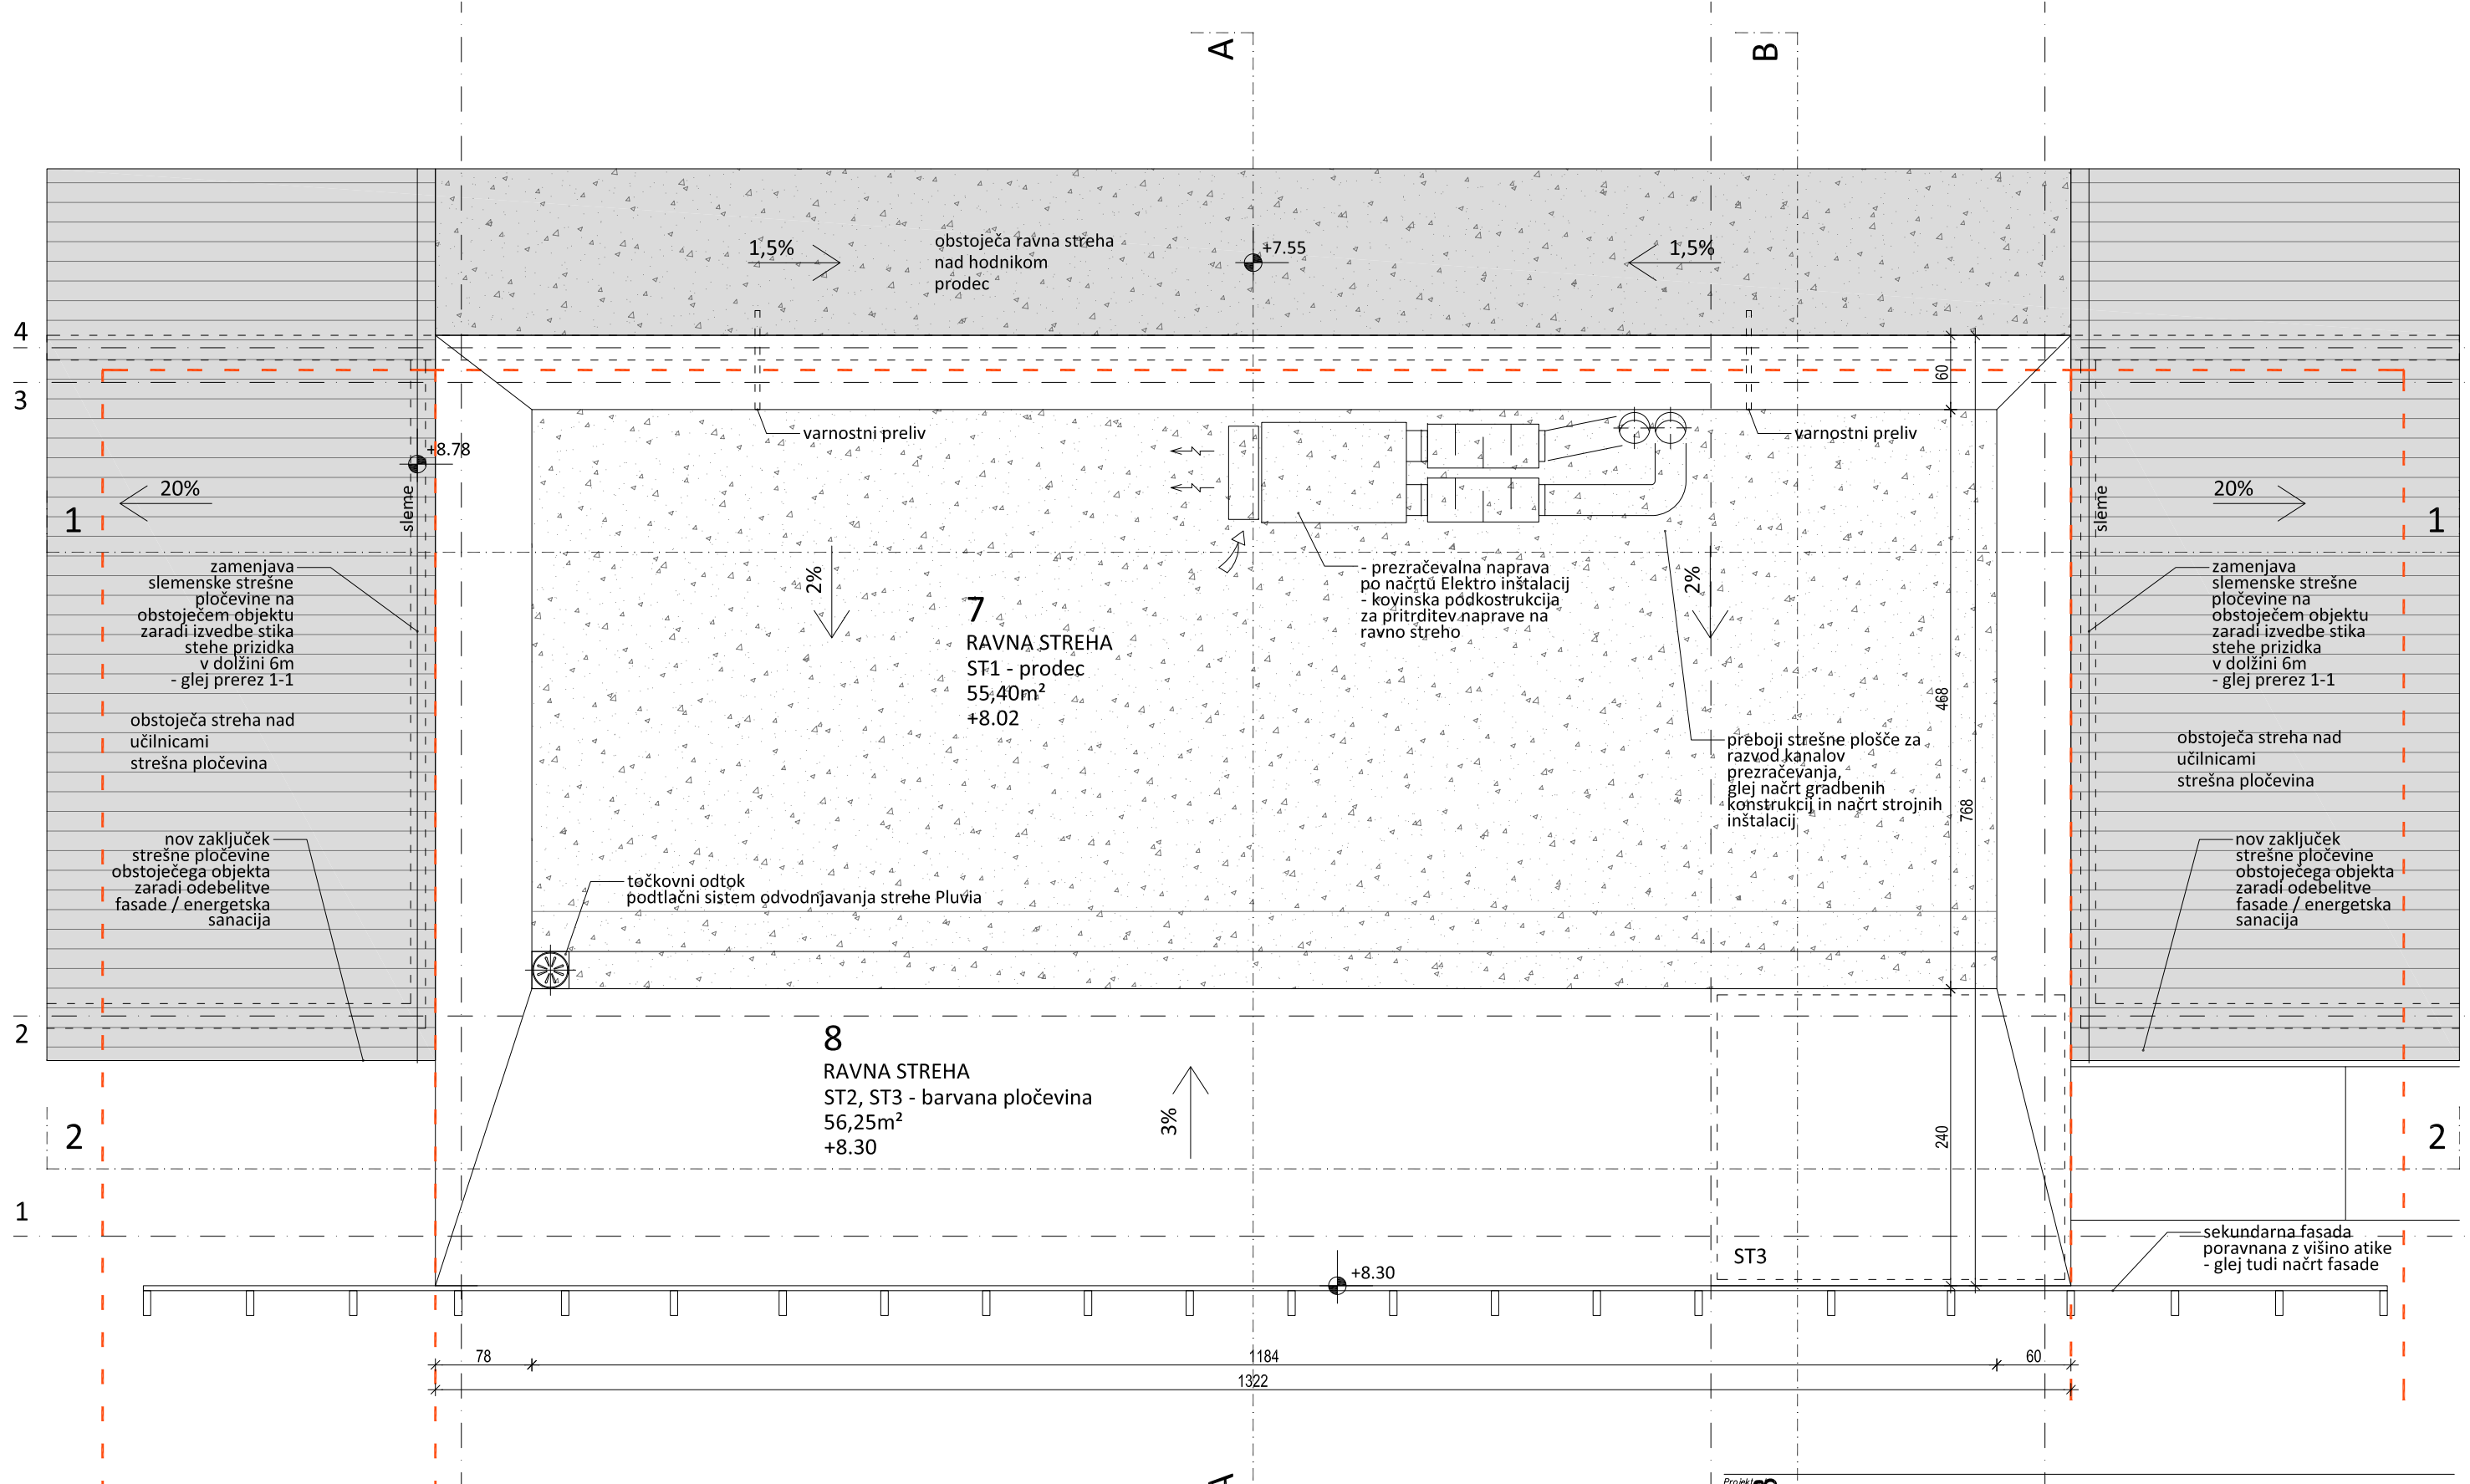 A
B
1,5%
obstoječa ravna streha
nad hodnikom
prodec
+7.55
1,5%
4
3
60
varnostni preliv
varnostni preliv
+8.78
20%
sleme
1
20%
sleme
1
zamenjava
slemenske strešne
pločevine na
obstoječem objektu
zaradi izvedbe stika
stehe prizidka
v dolžini 6m
- glej prerez 1-1
2%
- prezračevalna naprava
po načrtu Elektro inštalacij
- kovinska podkostrukcija
za pritrditev naprave na
ravno streho
2%
zamenjava
slemenske strešne
pločevine na
obstoječem objektu
zaradi izvedbe stika
stehe prizidka
v dolžini 6m
- glej prerez 1-1
7
RAVNA STREHA
ST1 - prodec
55,40m²
+8.02
468
768
obstoječa streha nad
učilnicami
strešna pločevina
preboji strešne plošče za
razvod kanalov
prezračevanja,
glej načrt gradbenih
konstrukcij in načrt strojnih
inštalacij
obstoječa streha nad
učilnicami
strešna pločevina
nov zaključek
strešne pločevine
obstoječega objekta
zaradi odebelitve
fasade / energetska
sanacija
točkovni odtok
podtlačni sistem odvodnjavanja strehe Pluvia
nov zaključek
strešne pločevine
obstoječega objekta
zaradi odebelitve
fasade / energetska
sanacija
2
8
RAVNA STREHA
ST2, ST3 - barvana pločevina
56,25m²
+8.30
3%
240
2
2
1
ST3
sekundarna fasada
poravnana z višino atike
- glej tudi načrt fasade
+8.30
78
1184
60
1322
A
B
Projekt